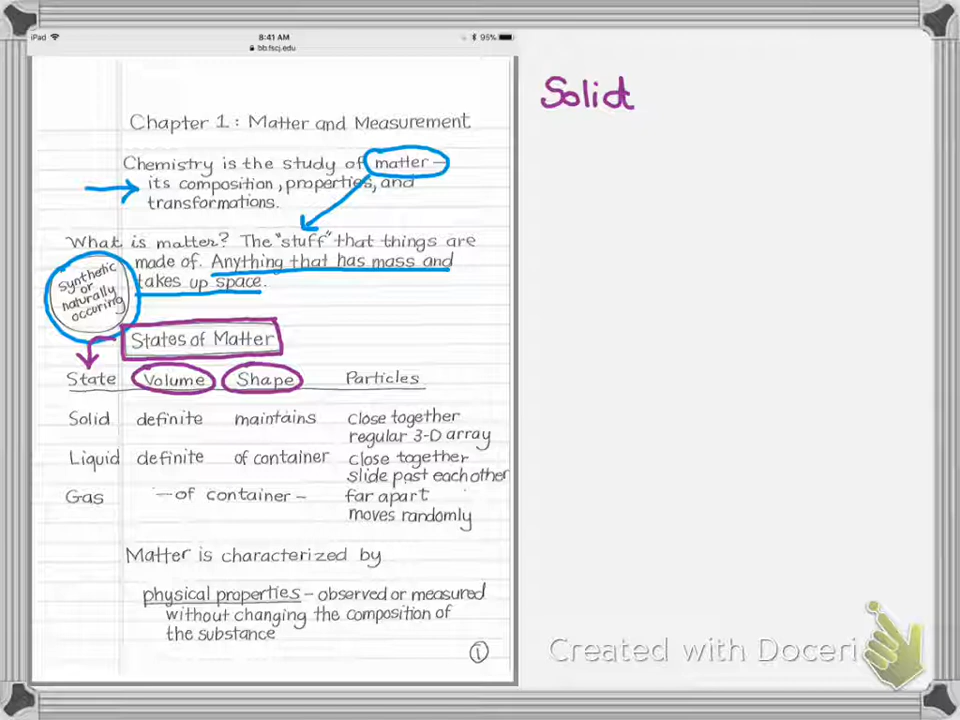 iPad 8:41 AM 95%
bb.fscj.edu
Chapter 1: Matter and Measurement
Chemistry is the study of matter—
its composition, properties, and
transformations.
What is matter? The "stuff" that things are
made of. Anything that has mass and
takes up space.
synthetic
or
naturally
occuring
States of Matter
State Volume Shape Particles
Solid definite maintains close together
regular 3-D array
Liquid definite of container close together
slide past each other
Gas —of container— far apart
moves randomly
Matter is characterized by
physical properties – observed or measured
without changing the composition of
the substance
i
Solid
Created with Doceri